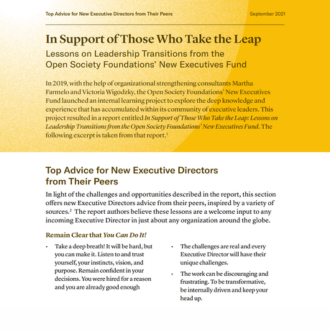 Top Advice for New Executive Directors from Their Peers
September 2021
In Support of Those Who Take the Leap
Lessons on Leadership Transitions from the
Open Society Foundations' New Executives Fund
In 2019, with the help of organizational strengthening consultants Martha
Farmelo and Victoria Wigodzky, the Open Society Foundations' New Executives
Fund launched an internal learning project to explore the deep knowledge and
experience that has accumulated within its community of executive leaders. This
project resulted in a report entitled In Support of Those Who Take the Leap: Lessons on
Leadership Transitions from the Open Society Foundations' New Executives Fund. The
following excerpt is taken from that report.¹
Top Advice for New Executive Directors
from Their Peers
In light of the challenges and opportunities described in the report, this section
offers new Executive Directors advice from their peers, inspired by a variety of
sources.² The report authors believe these lessons are a welcome input to any
incoming Executive Director in just about any organization around the globe.
Remain Clear that You Can Do It!
• Take a deep breath! It will be hard, but
you can make it. Listen to and trust
yourself, your instincts, vision, and
purpose. Remain confident in your
decisions. You were hired for a reason
and you are already good enough
• The challenges are real and every
Executive Director will have their
unique challenges.
• The work can be discouraging and
frustrating. To be transformative,
be internally driven and keep your
head up.